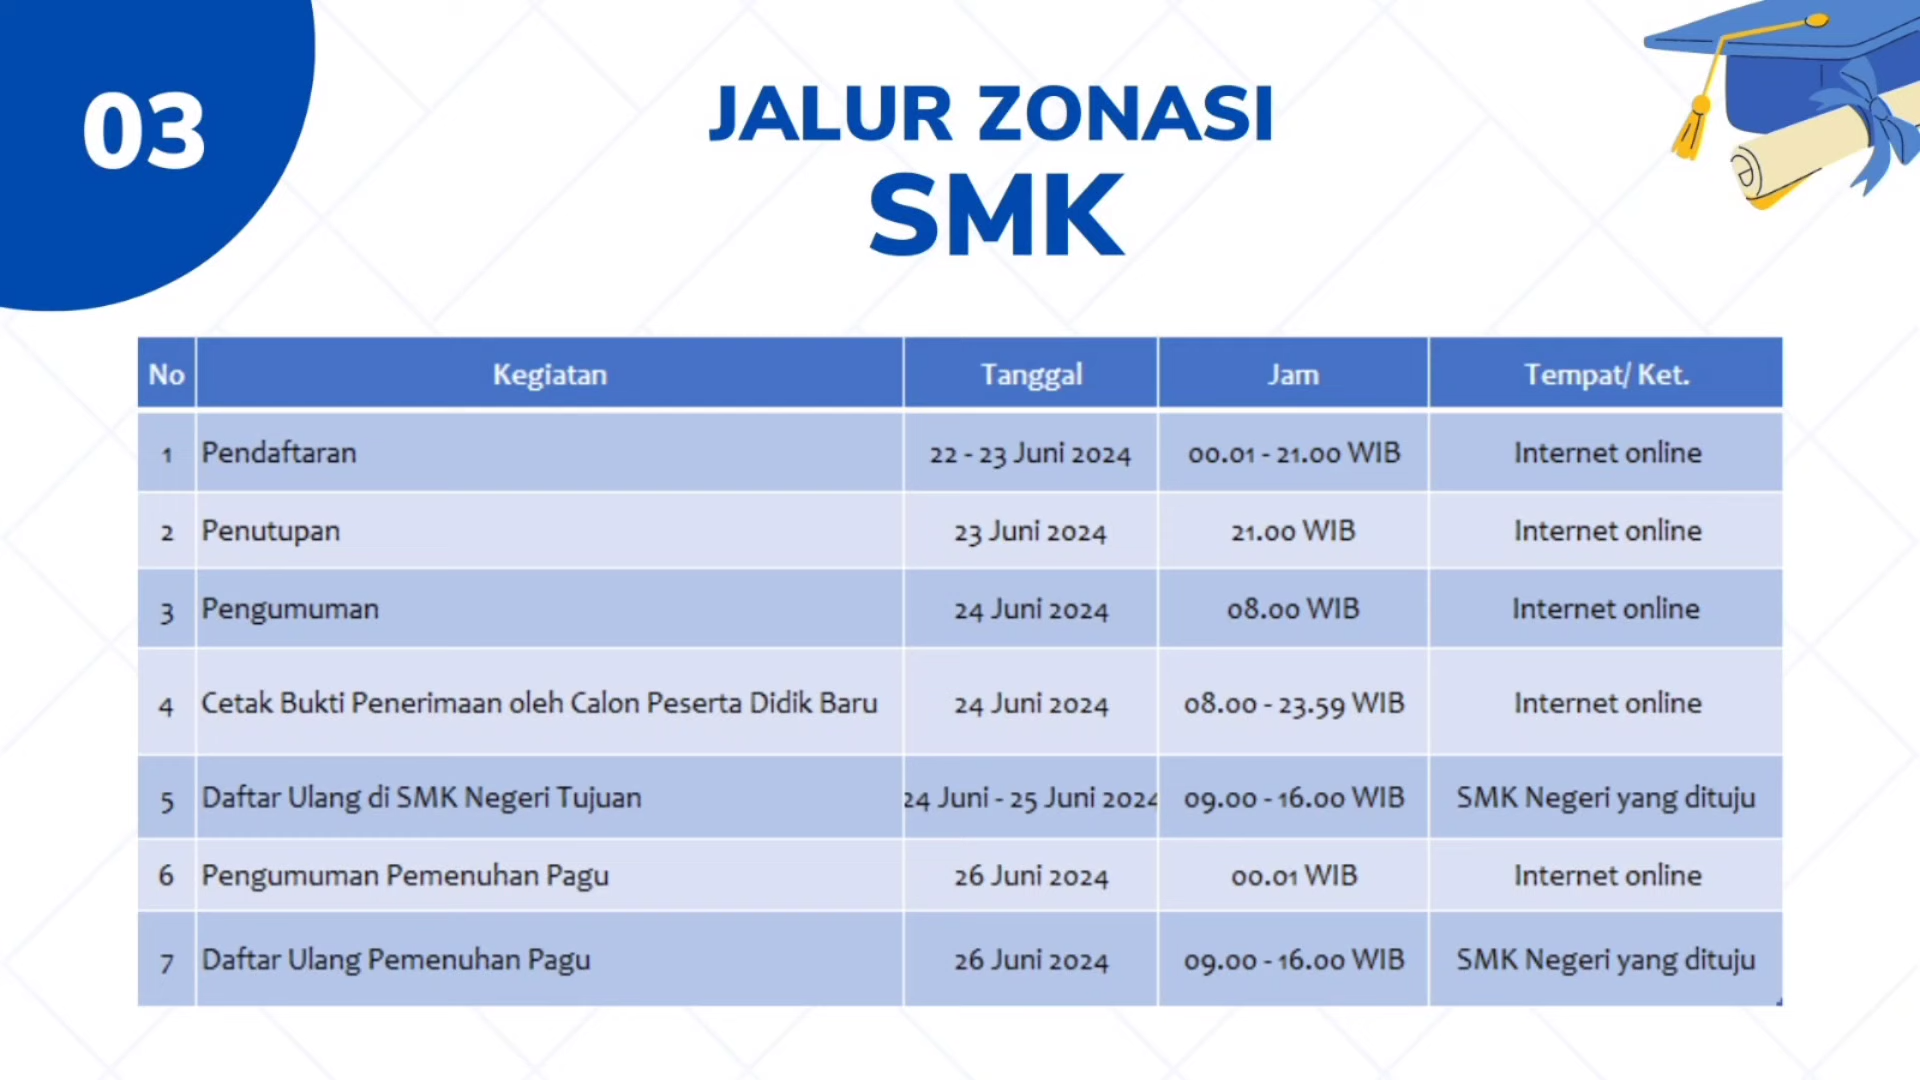 03
JALUR ZONASI
SMK
No Kegiatan Tanggal Jam Tempat/ Ket.
1 Pendaftaran 22 - 23 Juni 2024 00.01 - 21.00 WIB Internet online
2 Penutupan 23 Juni 2024 21.00 WIB Internet online
3 Pengumuman 24 Juni 2024 08.00 WIB Internet online
4 Cetak Bukti Penerimaan oleh Calon Peserta Didik Baru 24 Juni 2024 08.00 - 23.59 WIB Internet online
5 Daftar Ulang di SMK Negeri Tujuan 24 Juni - 25 Juni 2024 09.00 - 16.00 WIB SMK Negeri yang dituju
6 Pengumuman Pemenuhan Pagu 26 Juni 2024 00.01 WIB Internet online
7 Daftar Ulang Pemenuhan Pagu 26 Juni 2024 09.00 - 16.00 WIB SMK Negeri yang dituju